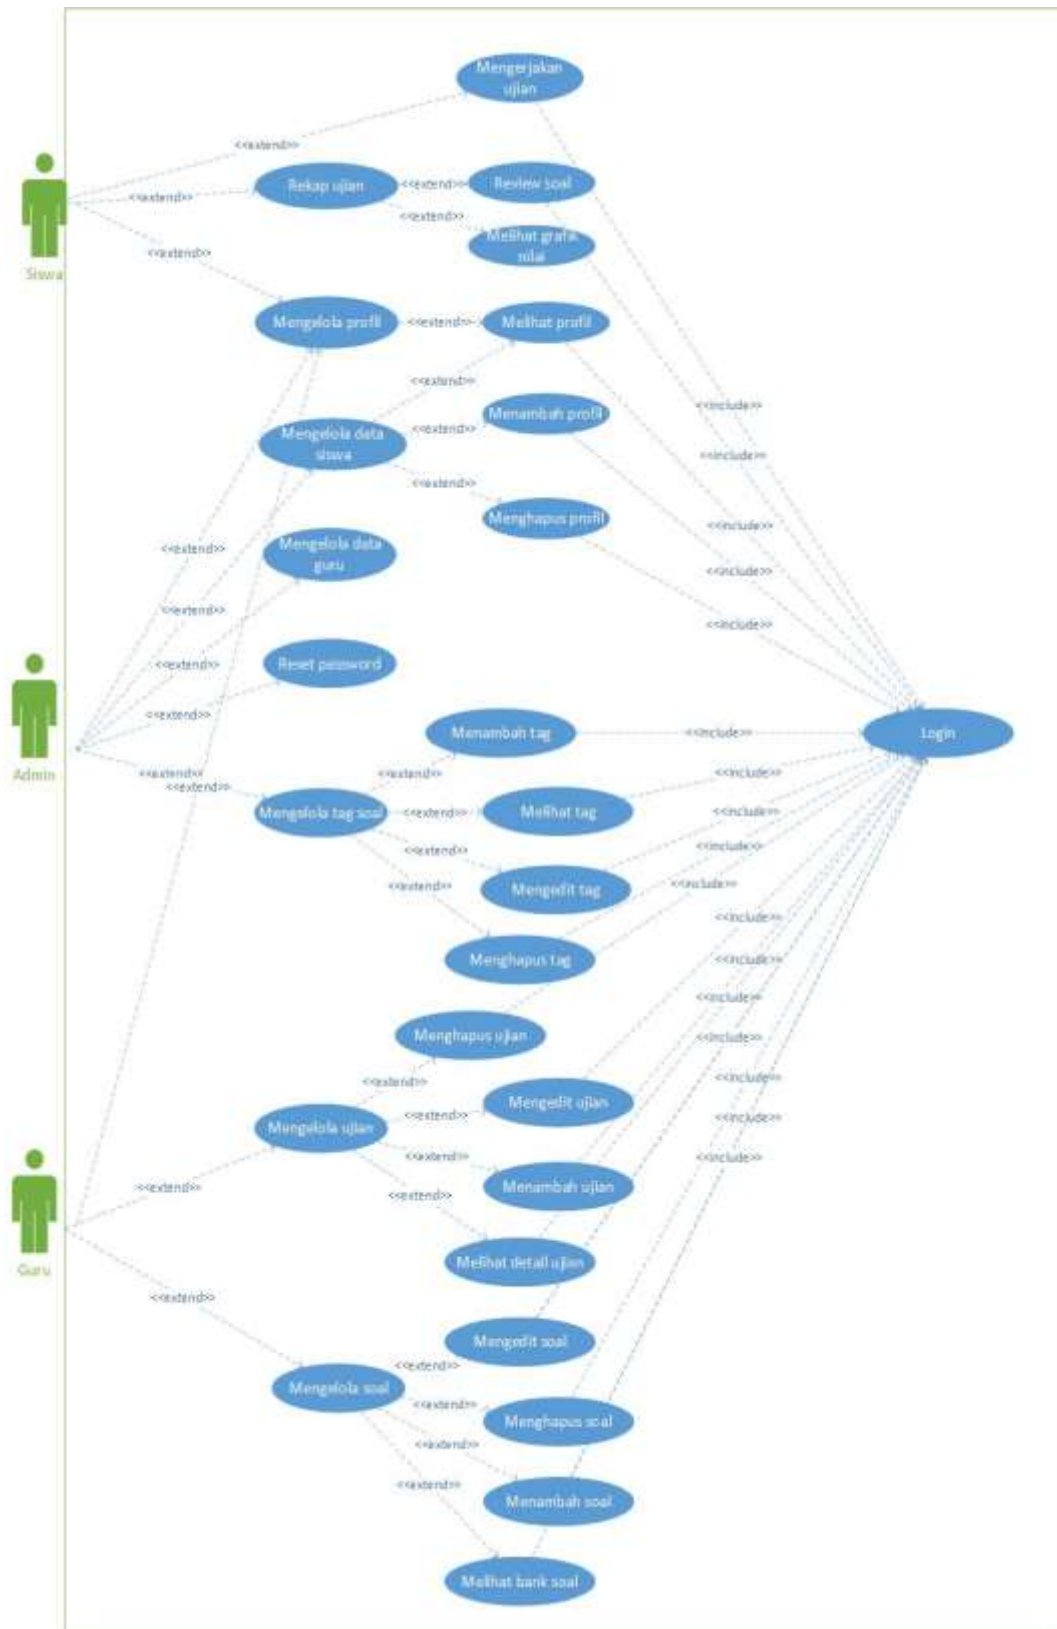 Mengerjakan
ujian
<<extend>>
Rekap ujian
<<extend>>
Review soal
<<extend>>
<<extend>>
Melihat grafik
nilai
Siswa
<<extend>>
Mengelola profil
<<extend>>
Melihat profil
<<extend>>
<<include>>
Mengelola data
siswa
<<extend>>
Menambah profil
<<include>>
<<extend>>
Menghapus profil
<<include>>
<<extend>>
Mengelola data
guru
<<include>>
<<extend>>
<<include>>
<<extend>>
Reset password
<<extend>>
Admin
<<extend>>
<<extend>>
Menambah tag
<<include>>
Login
<<extend>>
<<include>>
Mengelola tag soal
<<extend>>
Melihat tag
<<include>>
<<extend>>
<<include>>
<<extend>>
Mengedit tag
<<include>>
<<include>>
Menghapus tag
<<include>>
<<include>>
Menghapus ujian
<<include>>
<<extend>>
<<include>>
Mengelola ujian
<<extend>>
Mengedit ujian
<<include>>
<<extend>>
<<include>>
<<extend>>
Menambah ujian
<<extend>>
Guru
Melihat detail ujian
<<extend>>
Mengedit soal
<<extend>>
Mengelola soal
<<extend>>
Menghapus soal
<<extend>>
<<extend>>
Menambah soal
Melihat bank soal